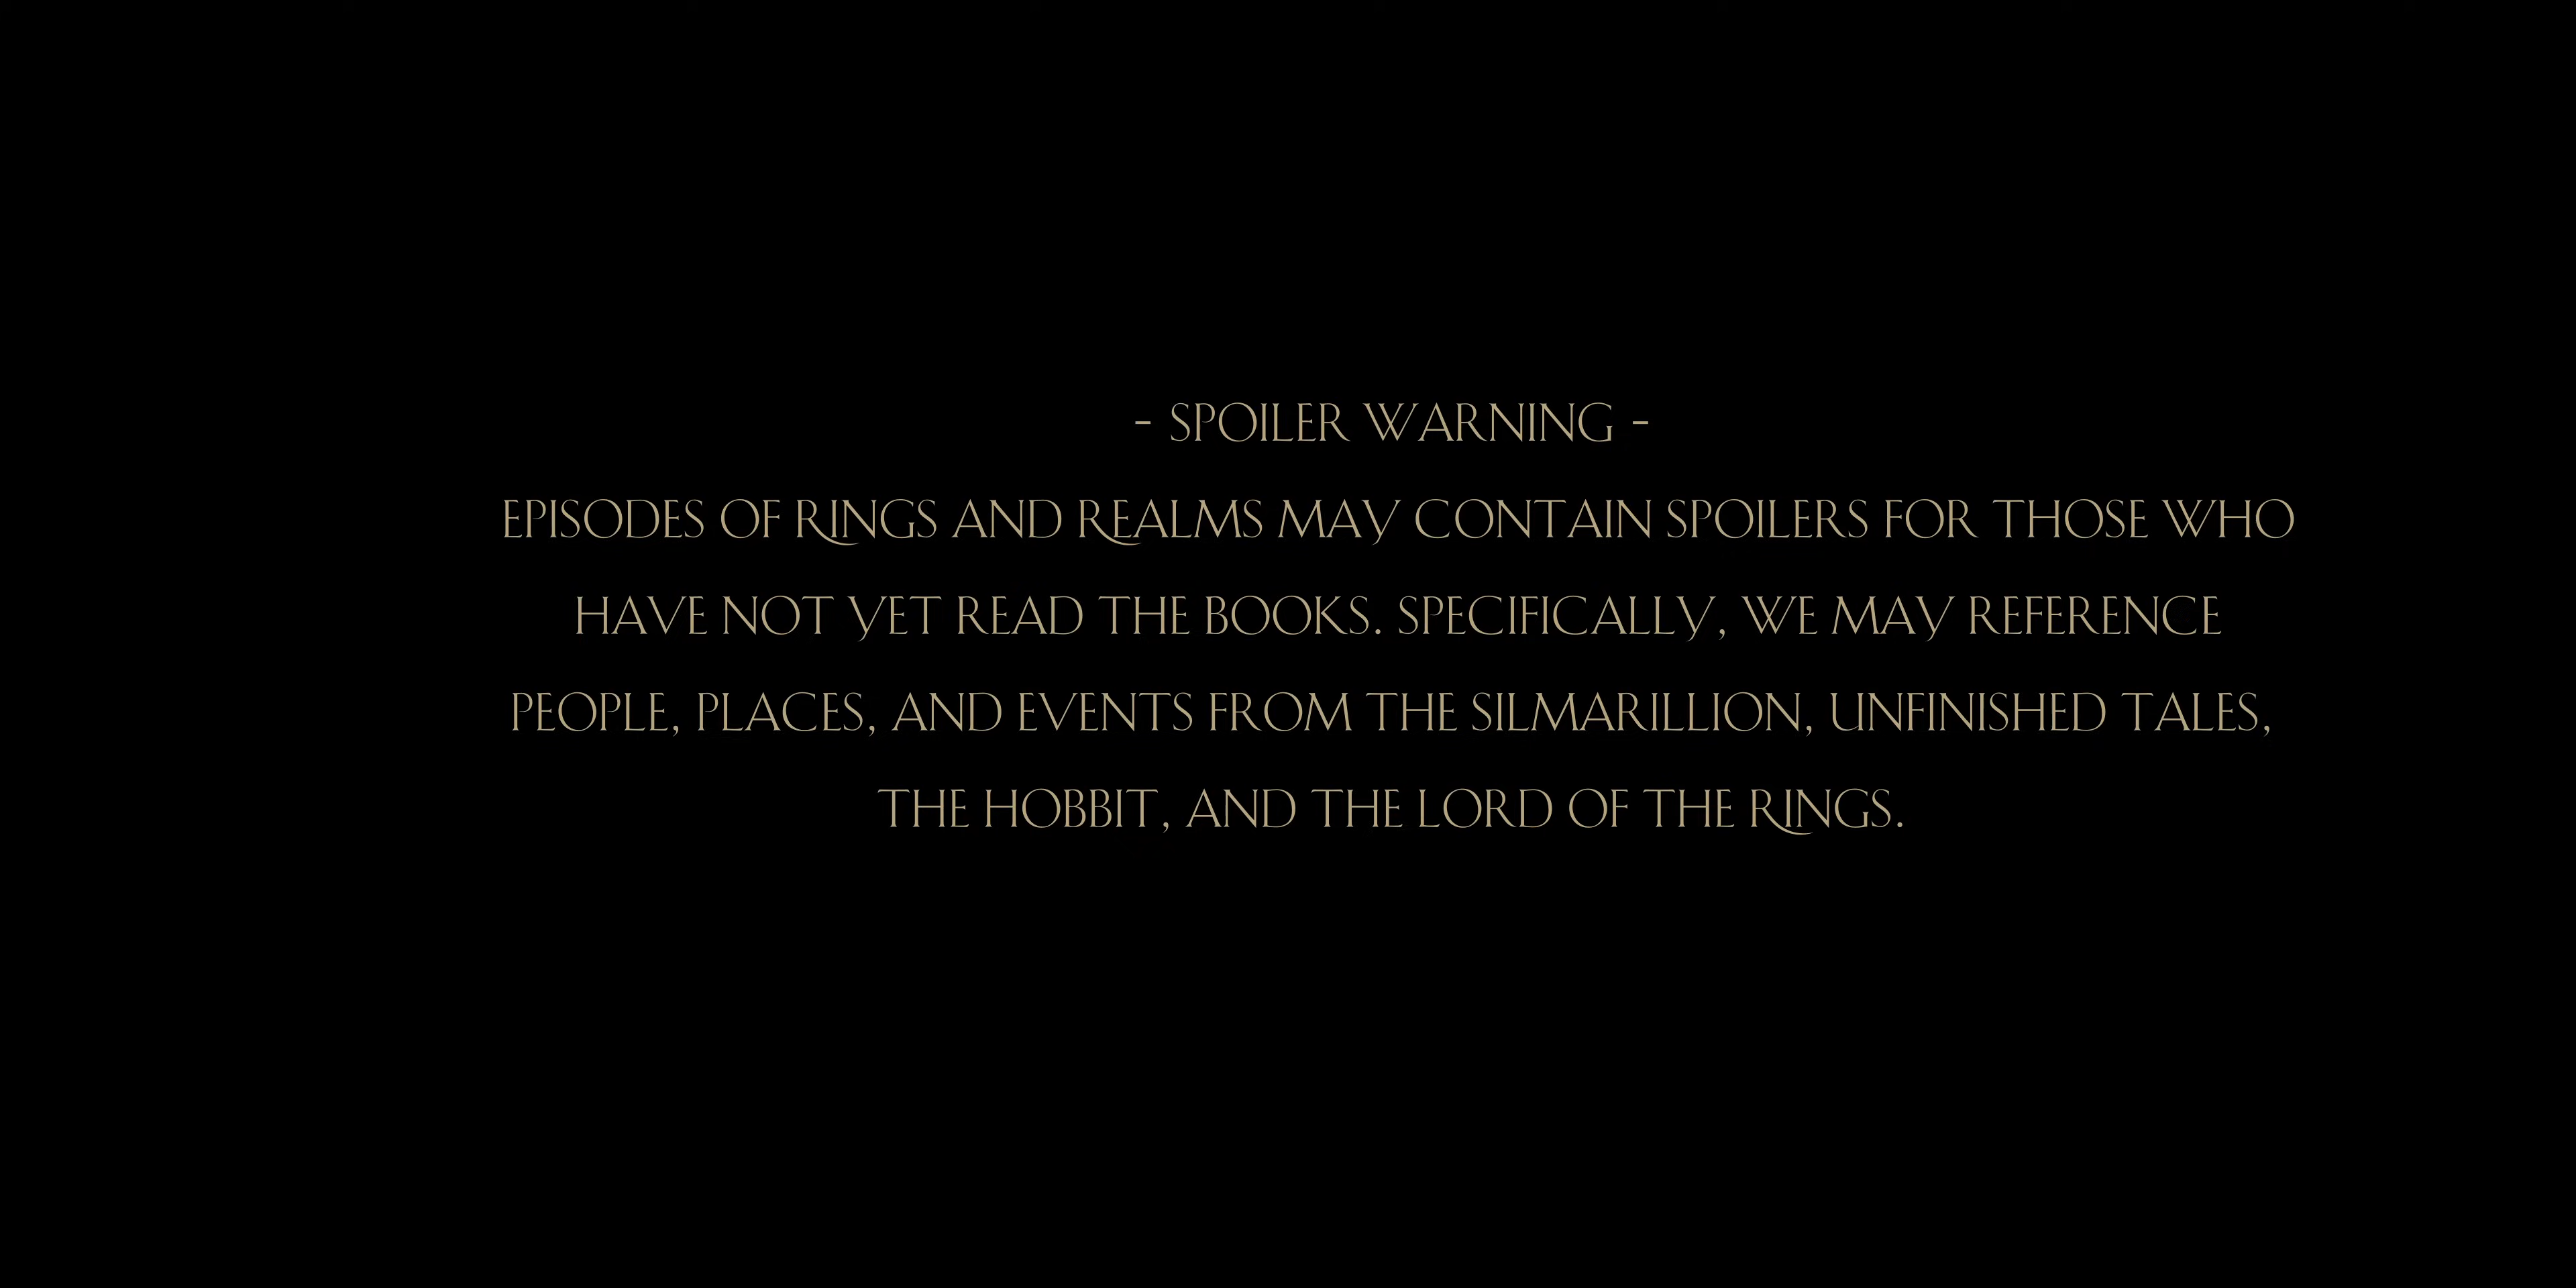 - SPOILER WARNING -
EPISODES OF RINGS AND REALMS MAY CONTAIN SPOILERS FOR THOSE WHO
HAVE NOT YET READ THE BOOKS. SPECIFICALLY, WE MAY REFERENCE
PEOPLE, PLACES, AND EVENTS FROM THE SILMARILLION, UNFINISHED TALES,
THE HOBBIT, AND THE LORD OF THE RINGS.